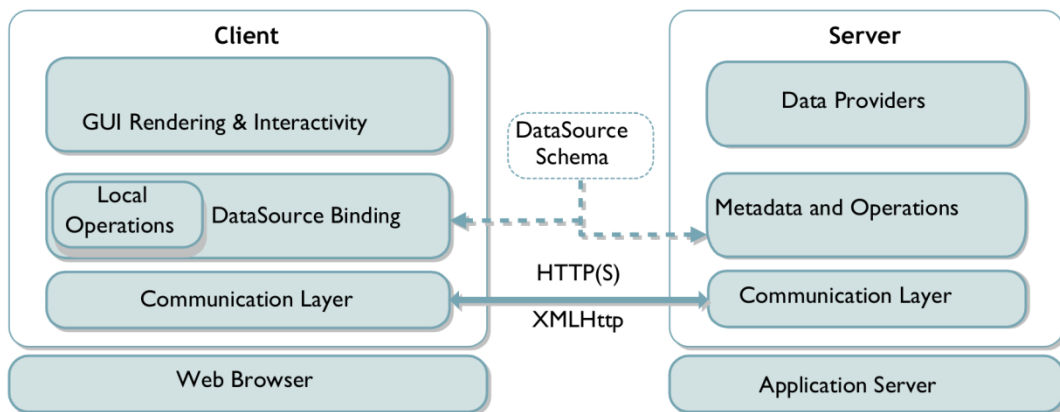 Client
GUI Rendering & Interactivity
Local
Operations
DataSource Binding
Communication Layer
Web Browser
DataSource
Schema
HTTP(S)
XMLHttp
Server
Data Providers
Metadata and Operations
Communication Layer
Application Server